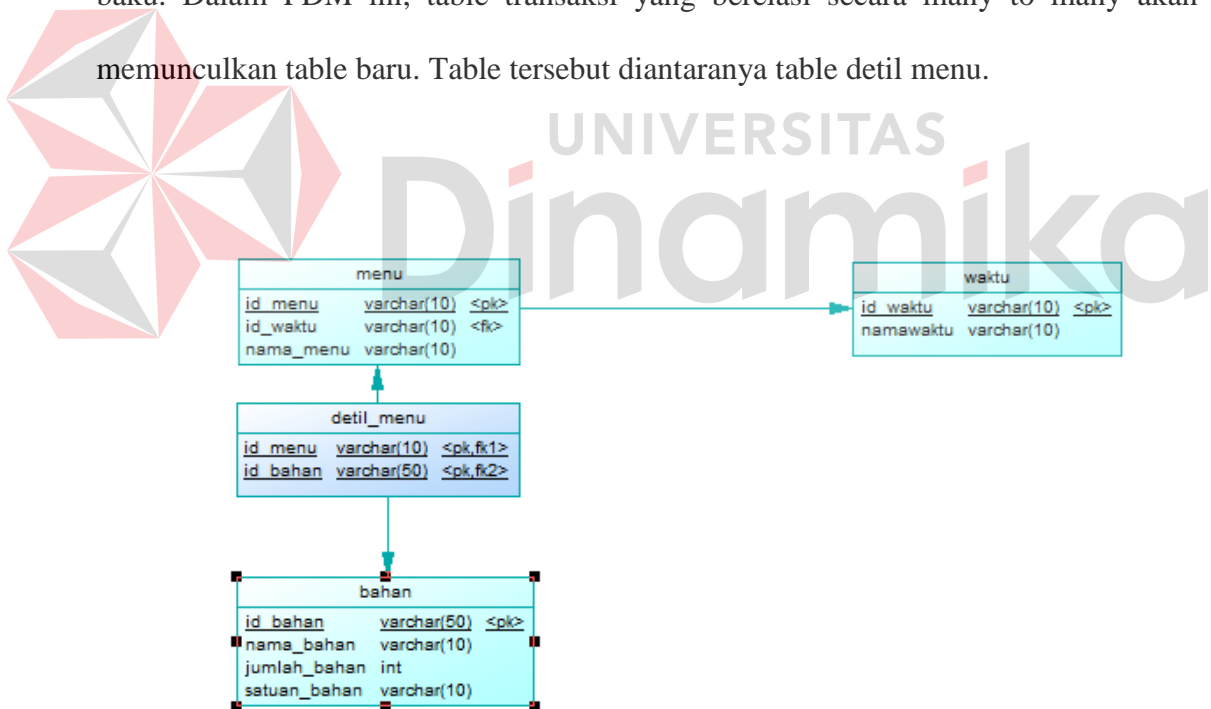 baku. Dalam PDM ini, table transaksi yang berelasi secara many to many akan
memunculkan table baru. Table tersebut diantaranya table detil menu.
UNIVERSITAS
Dinamika
menu
id_menu varchar(10) <pk>
id_waktu varchar(10) <fk>
nama_menu varchar(10)
waktu
id_waktu varchar(10) <pk>
namawaktu varchar(10)
detil_menu
id_menu varchar(10) <pk,fk1>
id_bahan varchar(50) <pk,fk2>
bahan
id_bahan varchar(50) <pk>
nama_bahan varchar(10)
jumlah_bahan int
satuan_bahan varchar(10)